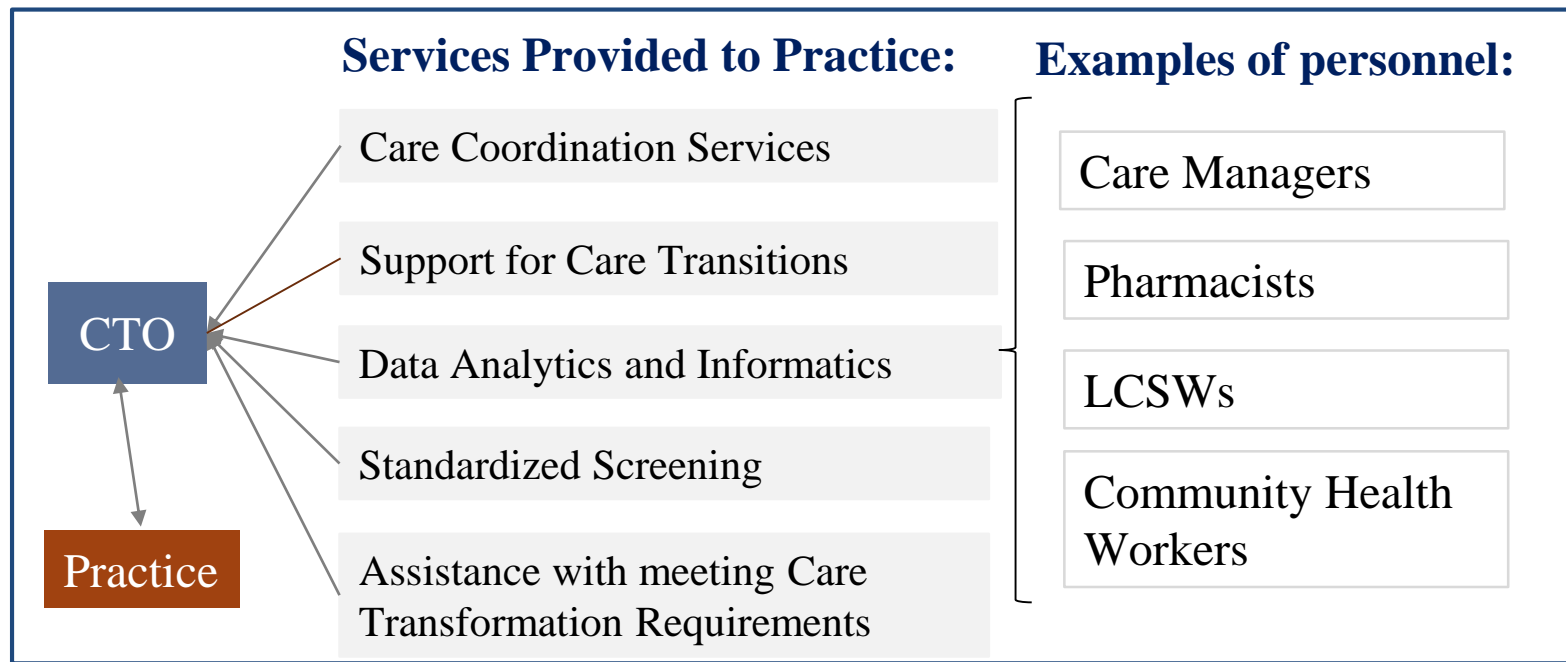 Services Provided to Practice:
Examples of personnel:
Care Coordination Services
Support for Care Transitions
Data Analytics and Informatics
Standardized Screening
Assistance with meeting Care
Transformation Requirements
CTO
Practice
Care Managers
Pharmacists
LCSWs
Community Health
Workers